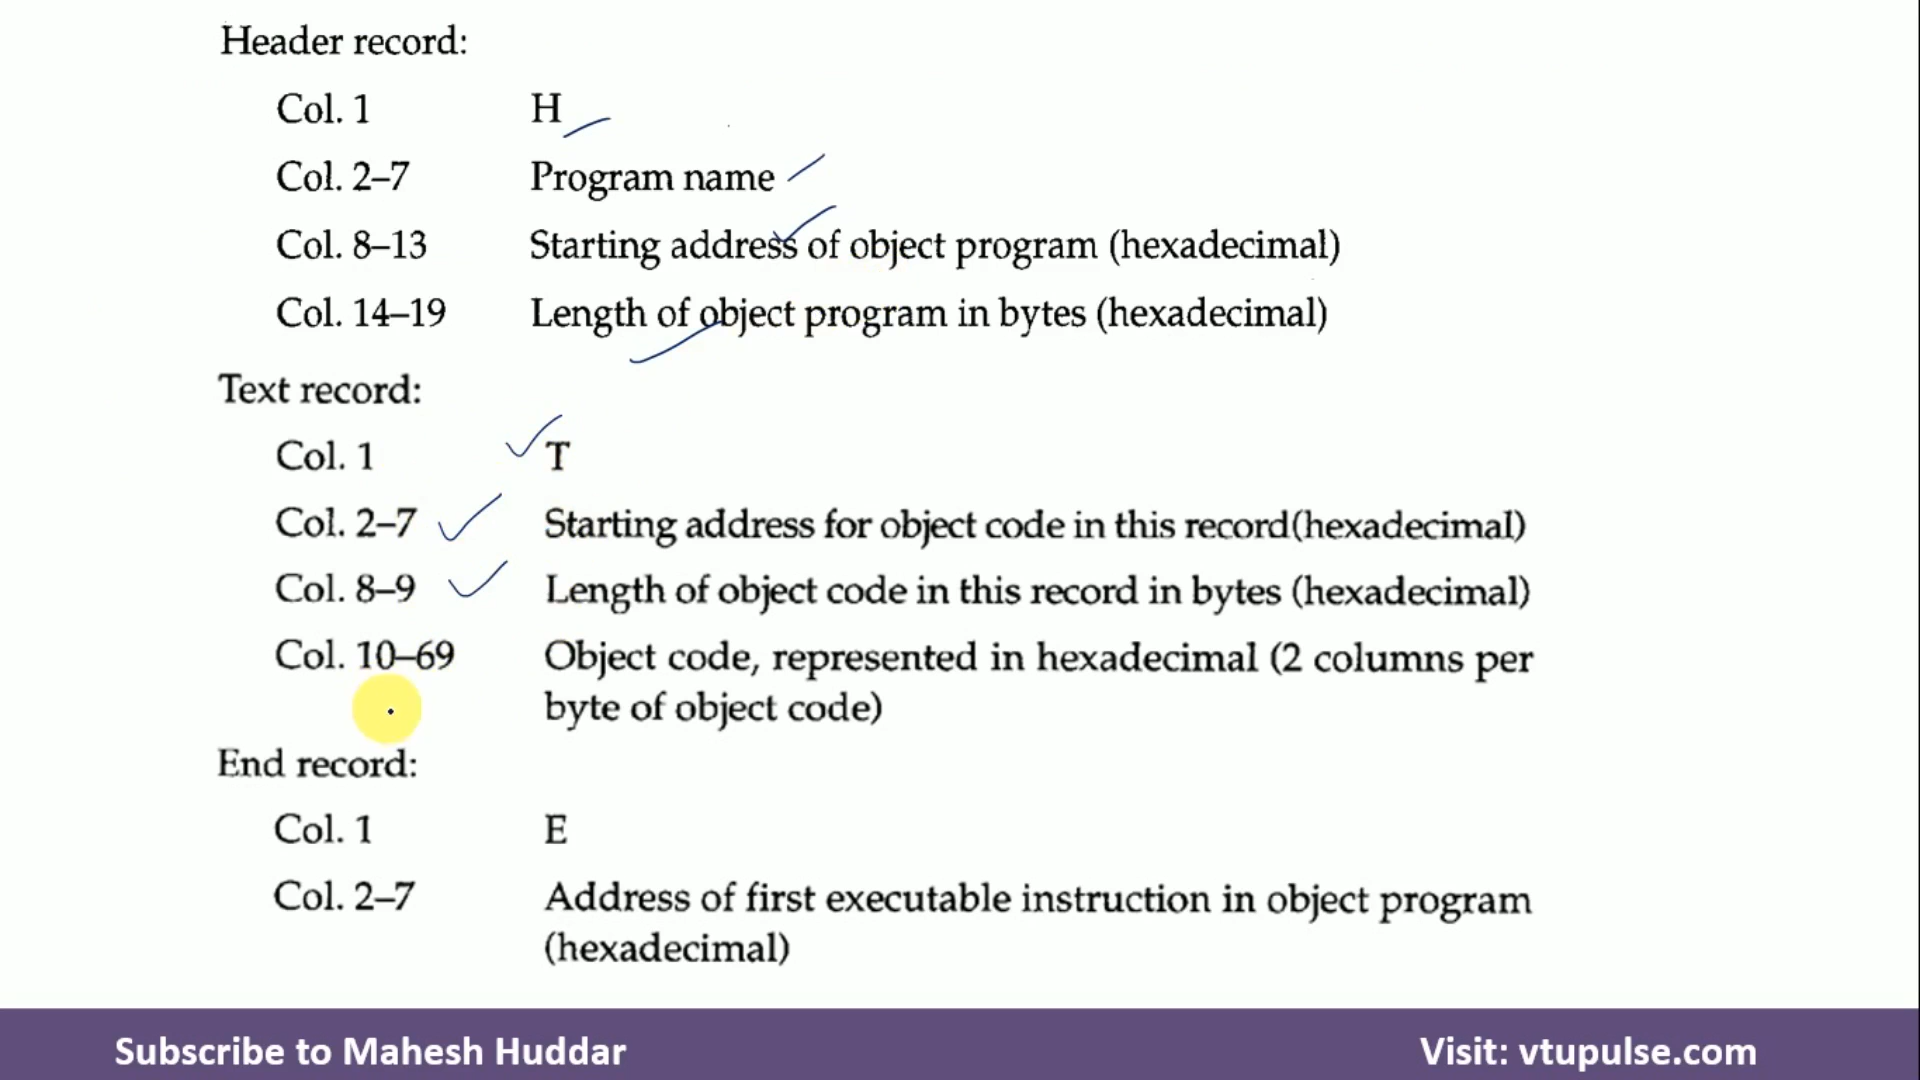 Header record:
Col. 1 H
Col. 2–7 Program name
Col. 8–13 Starting address of object program (hexadecimal)
Col. 14–19 Length of object program in bytes (hexadecimal)
Text record:
Col. 1 T
Col. 2–7 Starting address for object code in this record(hexadecimal)
Col. 8–9 Length of object code in this record in bytes (hexadecimal)
Col. 10–69 Object code, represented in hexadecimal (2 columns per
byte of object code)
End record:
Col. 1 E
Col. 2–7 Address of first executable instruction in object program
(hexadecimal)
Subscribe to Mahesh Huddar Visit: vtupulse.com